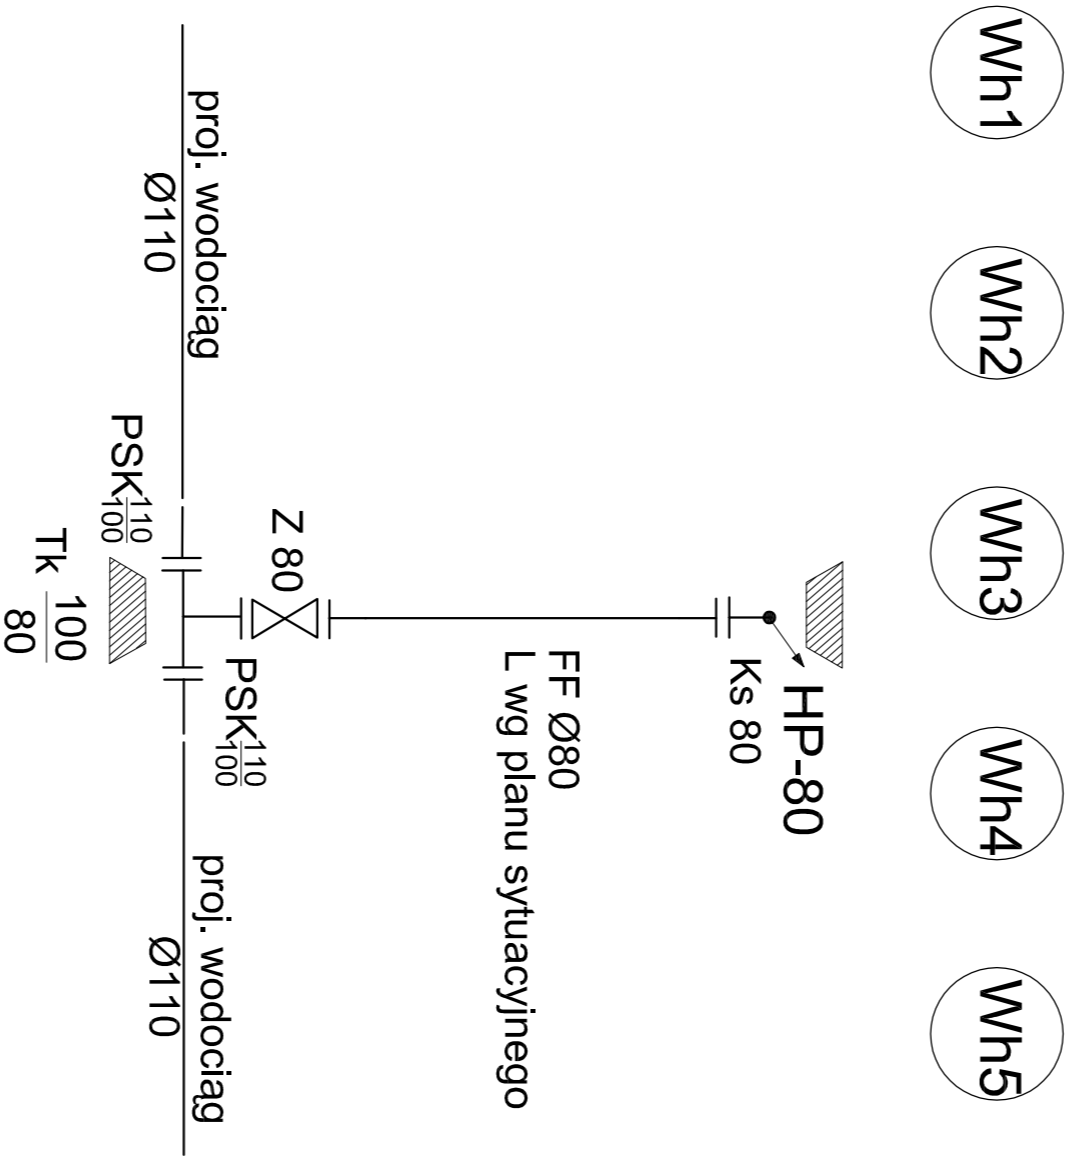 Wh1
Wh2
Wh3
Wh4
Wh5
HP-80
Ks 80
FF Ø80
L wg planu sytuacyjnego
Z 80
PSK 110/100
proj. wodociąg
Ø110
PSK 110/100
proj. wodociąg
Ø110
Tk 100/80